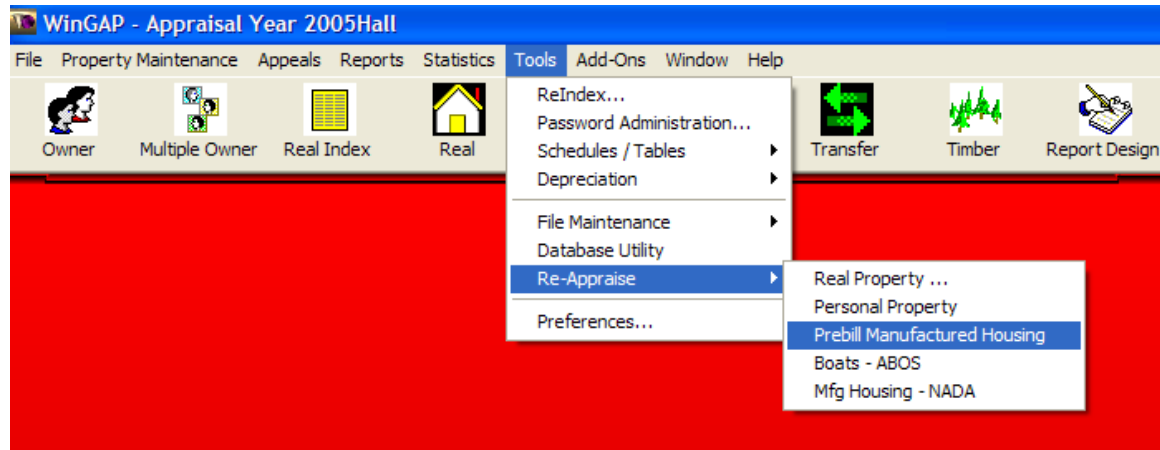 WinGAP - Appraisal Year 2005Hall
File Property Maintenance Appeals Reports Statistics Tools Add-Ons Window Help
Owner Multiple Owner Real Index Real Transfer Timber Report Design
ReIndex...
Password Administration...
Schedules / Tables
Depreciation
File Maintenance
Database Utility
Re-Appraise
Preferences...
Real Property ...
Personal Property
Prebill Manufactured Housing
Boats - ABOS
Mfg Housing - NADA